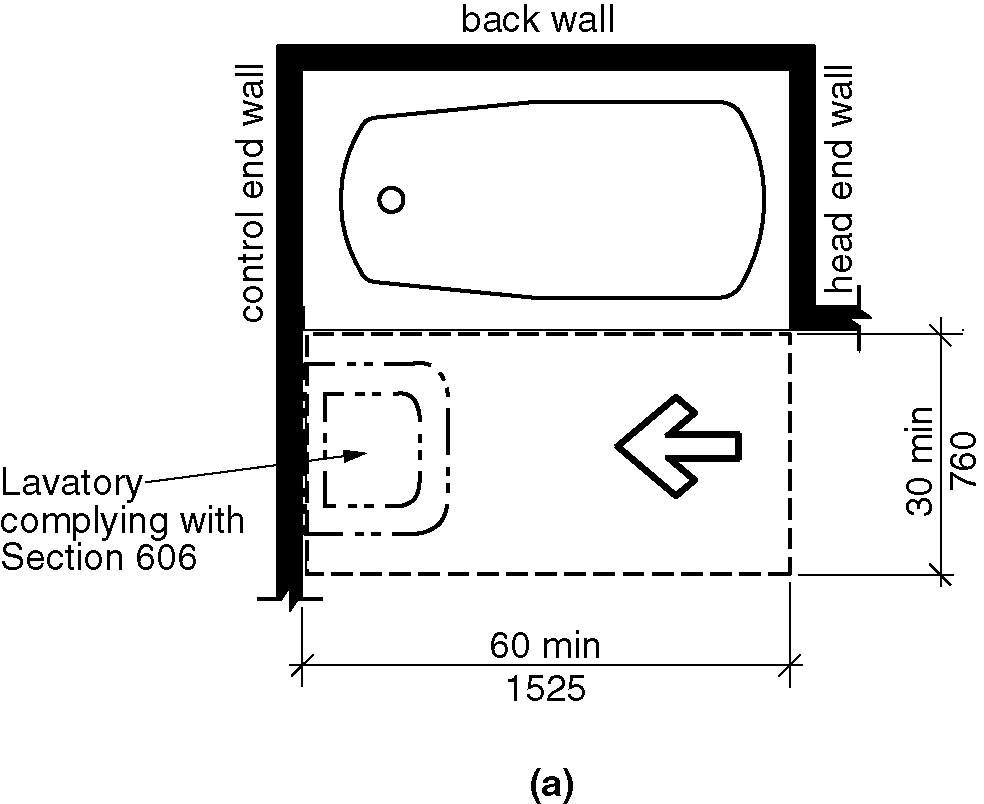 back wall
control end wall
head end wall
Lavatory
complying with
Section 606
30 min
760
60 min
1525
(a)